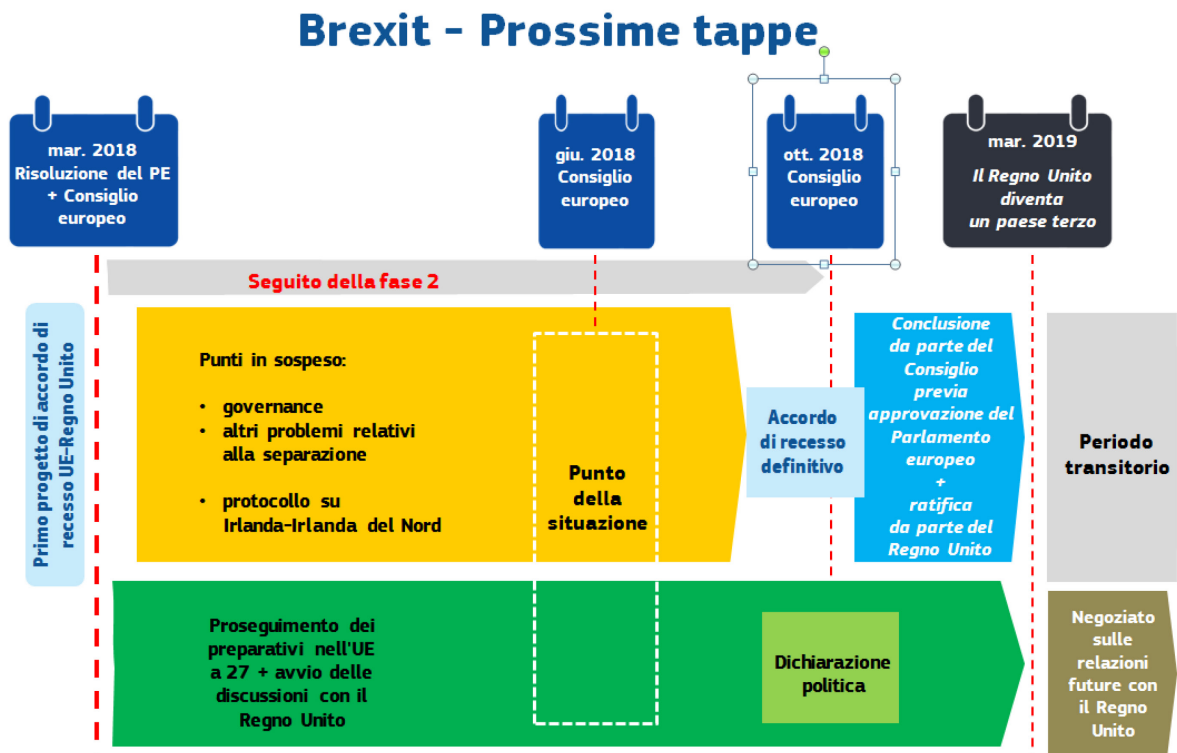 Brexit - Prossime tappe
mar. 2018
Risoluzione del PE
+ Consiglio
europeo
giu. 2018
Consiglio
europeo
ott. 2018
Consiglio
europeo
mar. 2019
Il Regno Unito
diventa
un paese terzo
Seguito della fase 2
Primo progetto di accordo di
recesso UE-Regno Unito
Punti in sospeso:
• governance
• altri problemi relativi
alla separazione
• protocollo su
Irlanda-Irlanda del Nord
Punto
della
situazione
Accordo
di recesso
definitivo
Conclusione
da parte del
Consiglio
previa
approvazione del
Parlamento
europeo
+
ratifica
da parte del
Regno Unito
Periodo
transitorio
Proseguimento dei
preparativi nell'UE
a 27 + avvio delle
discussioni con il
Regno Unito
Dichiarazione
politica
Negoziato
sulle
relazioni
future con
il Regno
Unito